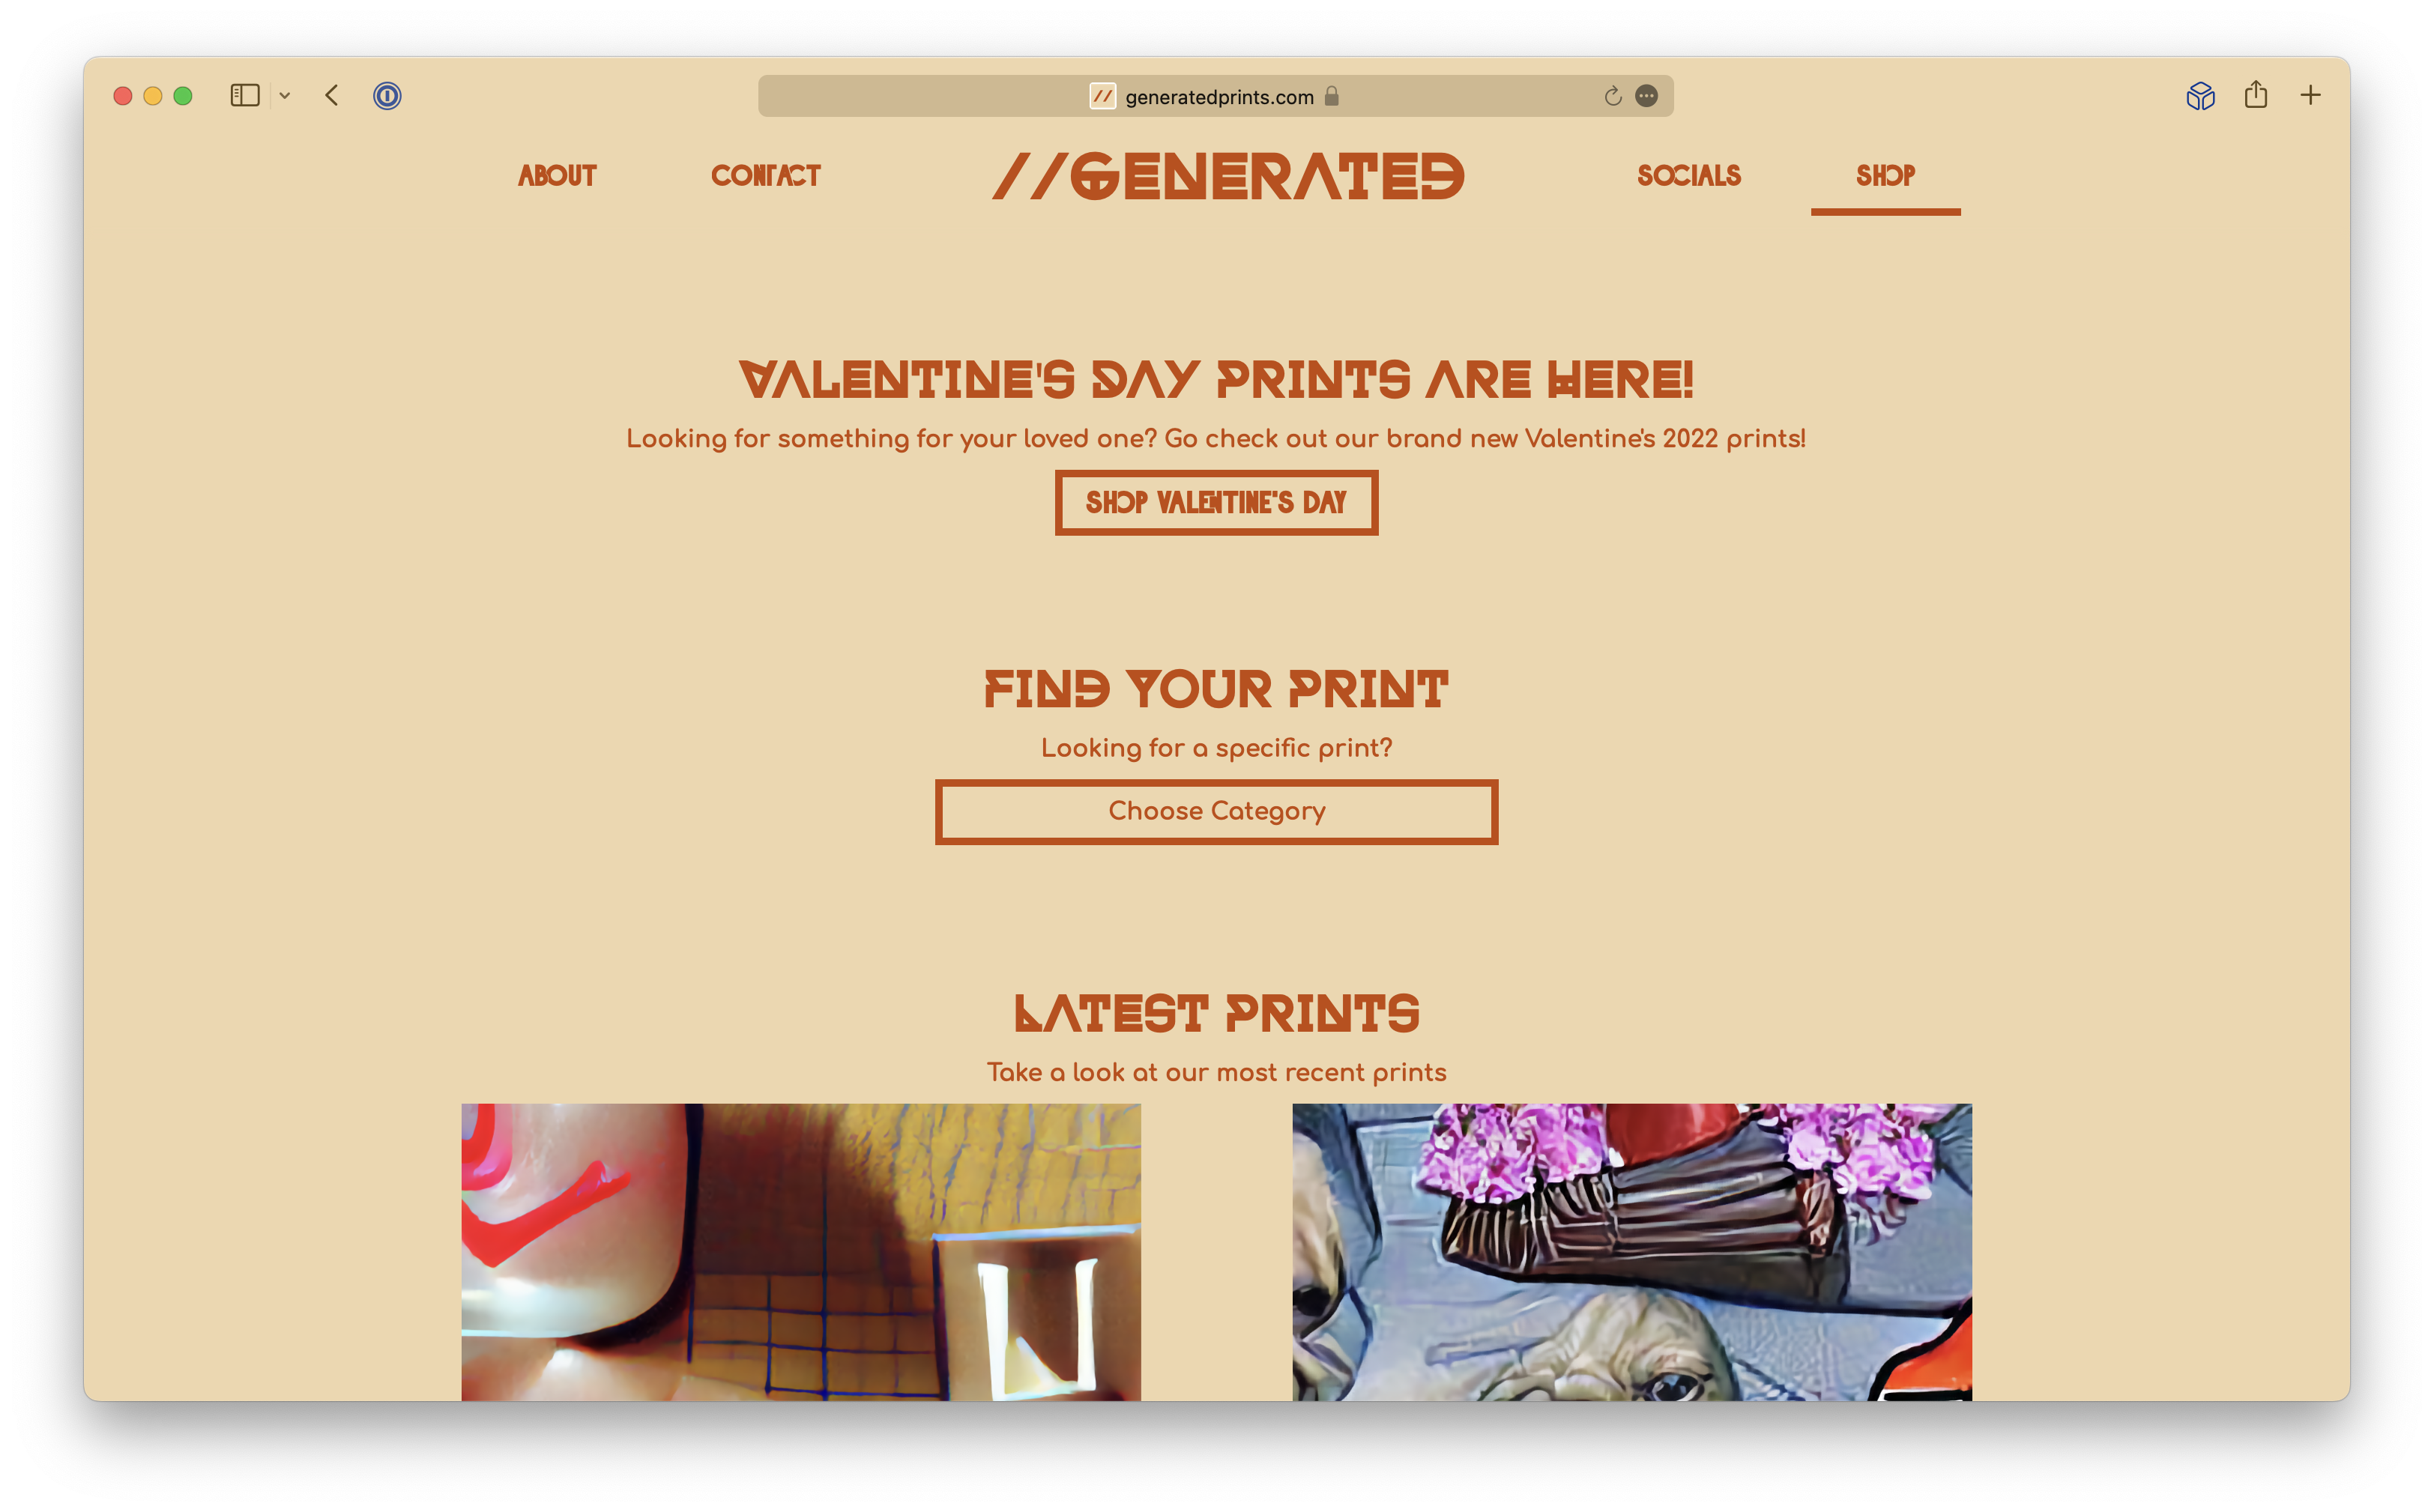 generatedprints.com
ABOUT CONTACT //GENERATED SOCIALS SHOP
VALENTINE'S DAY PRINTS ARE HERE!
Looking for something for your loved one? Go check out our brand new Valentine's 2022 prints!
SHOP VALENTINE'S DAY
FIND YOUR PRINT
Looking for a specific print?
Choose Category
LATEST PRINTS
Take a look at our most recent prints